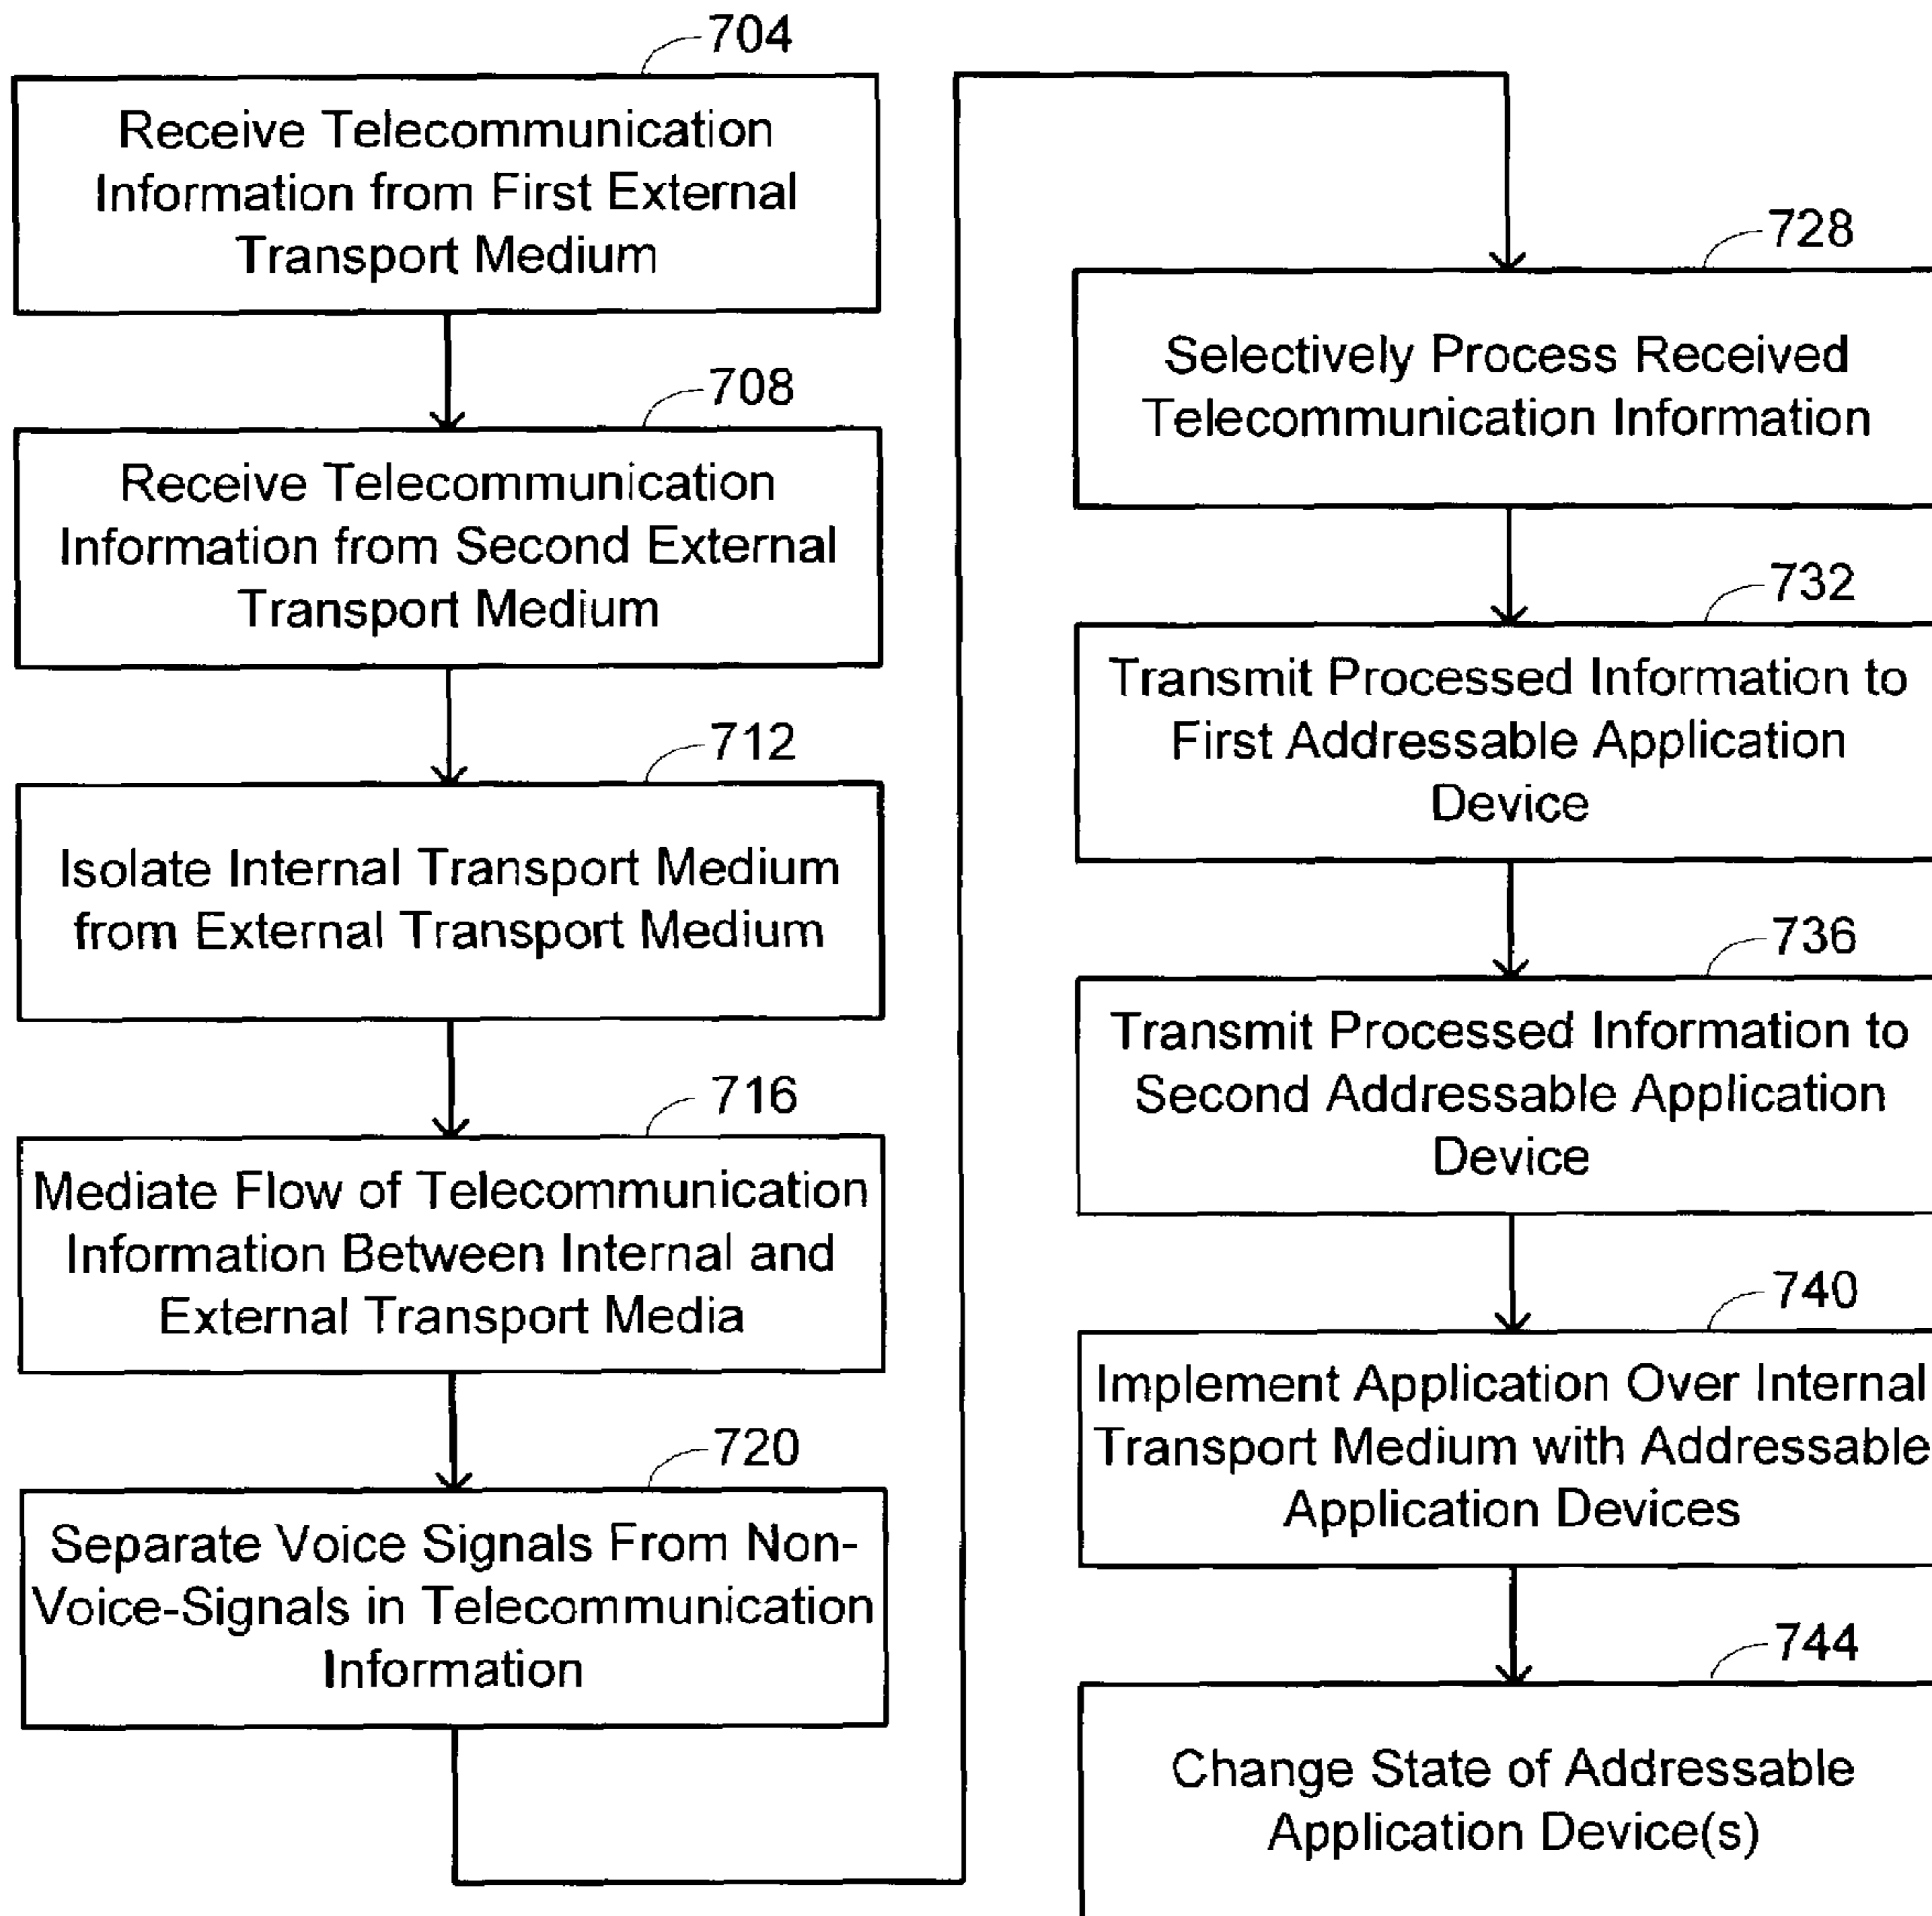 704
Receive Telecommunication
Information from First External
Transport Medium
708
Receive Telecommunication
Information from Second External
Transport Medium
712
Isolate Internal Transport Medium
from External Transport Medium
716
Mediate Flow of Telecommunication
Information Between Internal and
External Transport Media
720
Separate Voice Signals From Non-
Voice-Signals in Telecommunication
Information
728
Selectively Process Received
Telecommunication Information
732
Transmit Processed Information to
First Addressable Application
Device
736
Transmit Processed Information to
Second Addressable Application
Device
740
Implement Application Over Internal
Transport Medium with Addressable
Application Devices
744
Change State of Addressable
Application Device(s)